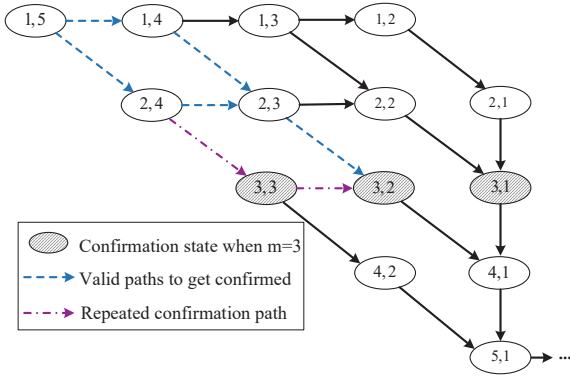 1,5 1,4 1,3 1,2
2,4 2,3 2,2 2,1
3,3 3,2 3,1
Confirmation state when m=3
Valid paths to get confirmed
Repeated confirmation path
4,2 4,1
5,1 ...